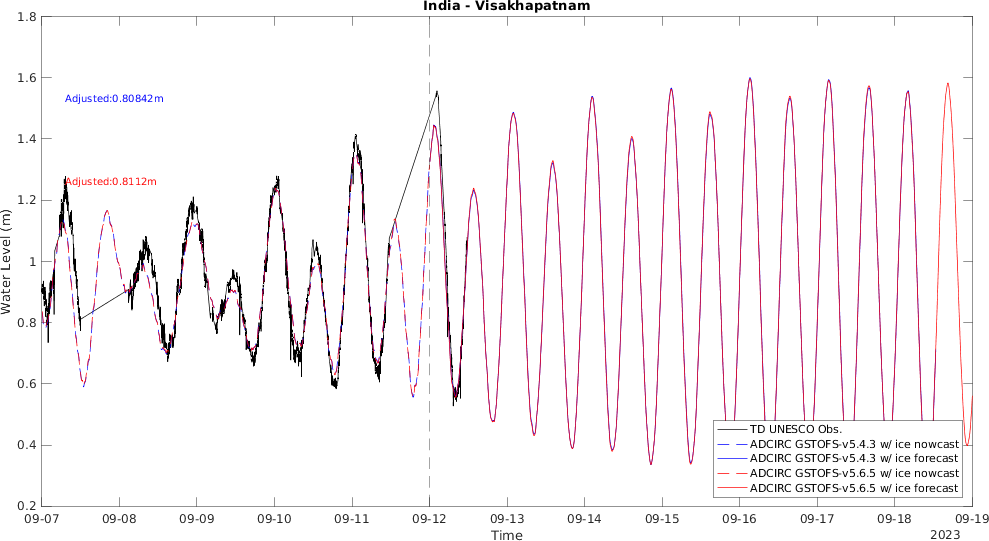 India - Visakhapatnam
1.8
1.6
1.4
1.2
1
0.8
0.6
0.4
0.2
Water Level (m)
Adjusted:0.80842m
Adjusted:0.8112m
TD UNESCO Obs.
ADCIRC GSTOFS-v5.4.3 w/ ice nowcast
ADCIRC GSTOFS-v5.4.3 w/ ice forecast
ADCIRC GSTOFS-v5.6.5 w/ ice nowcast
ADCIRC GSTOFS-v5.6.5 w/ ice forecast
09-07 09-08 09-09 09-10 09-11 09-12 09-13 09-14 09-15 09-16 09-17 09-18 09-19
Time
2023